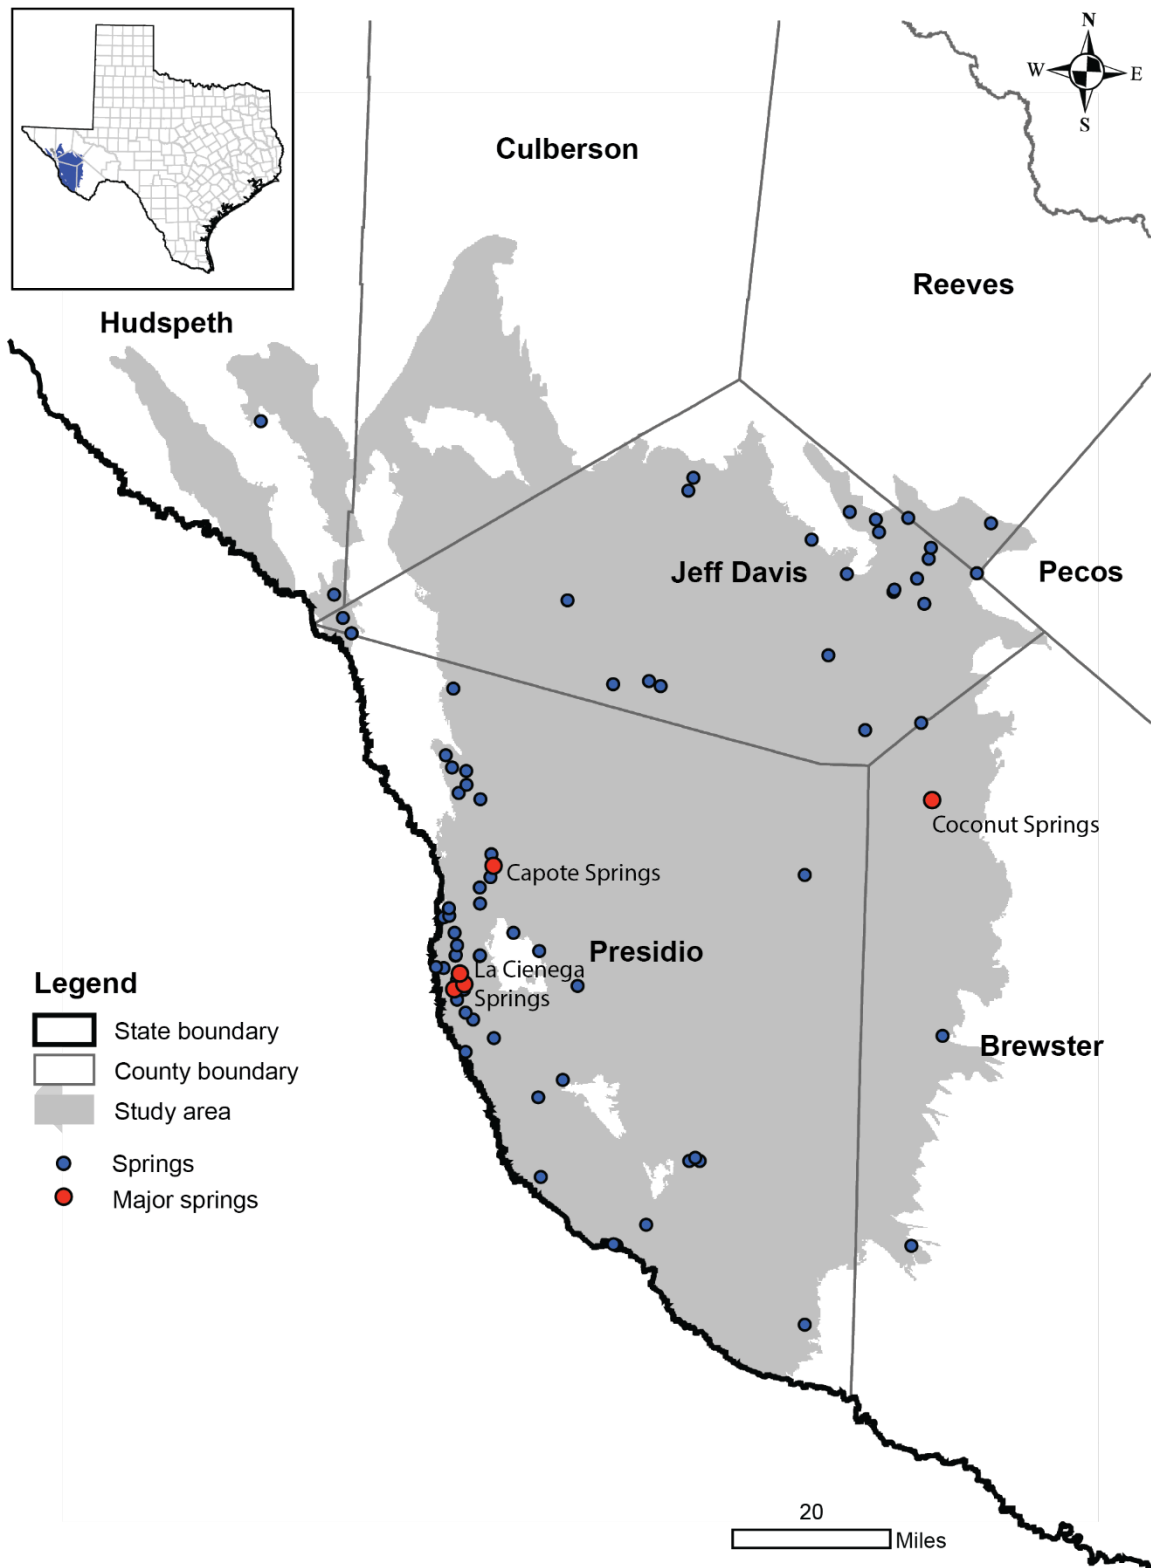 N
W E
S
Culberson
Reeves
Hudspeth
Jeff Davis
Pecos
Coconut Springs
Capote Springs
Presidio
La Cienega
Springs
Brewster
Legend
State boundary
County boundary
Study area
Springs
Major springs
20
Miles